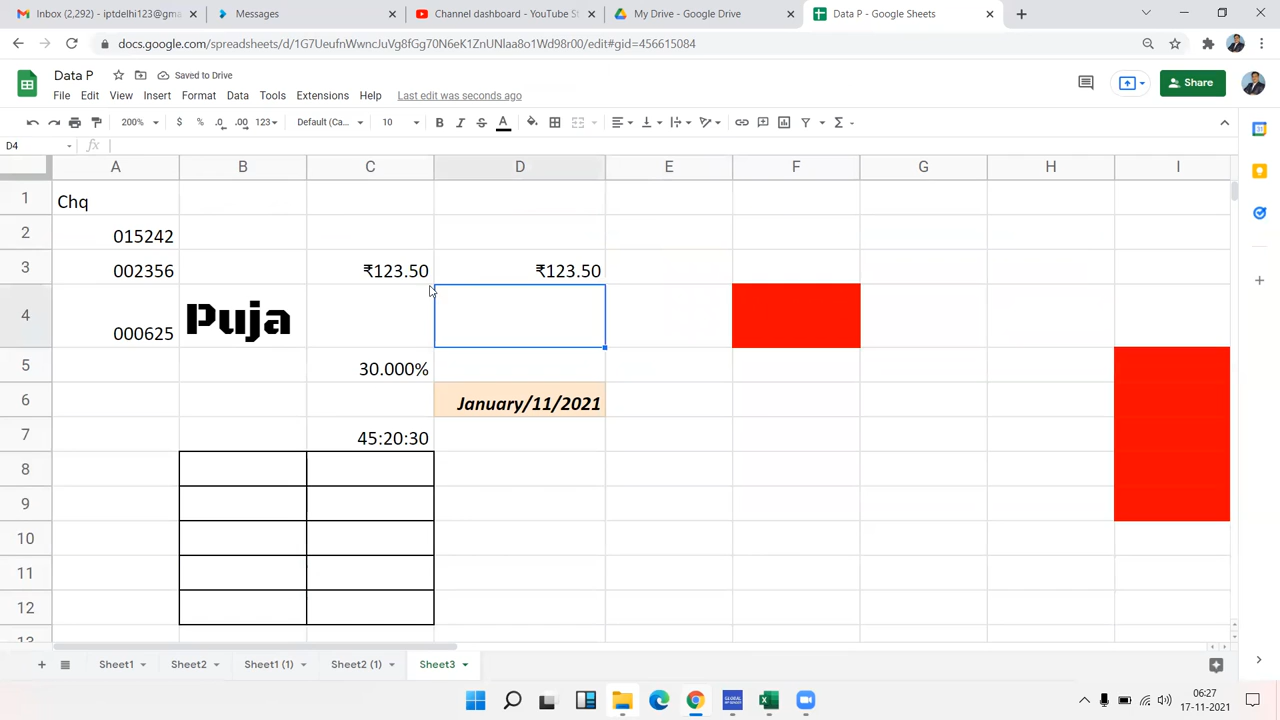 Inbox (2,292) - iptdelhi123@gma
Messages
Channel dashboard - YouTube St
My Drive - Google Drive
Data P - Google Sheets
docs.google.com/spreadsheets/d/1G7UeufnWwncJuVg8fGg70N6eK1ZnUNlaa8o1Wd98r00/edit#gid=456615084
Data P
Saved to Drive
File Edit View Insert Format Data Tools Extensions Help Last edit was seconds ago
Share
200% $ % .0 .00 123 Default (Ca... 10 B I S A
D4 fx
A B C D E F G H I
1 Chq
2 015242
3 002356 ₹123.50 ₹123.50
4 000625 Puja
5 30.000%
6 January/11/2021
7 45:20:30
8
9
10
11
12
13
Sheet1 Sheet2 Sheet1 (1) Sheet2 (1) Sheet3
06:27
17-11-2021